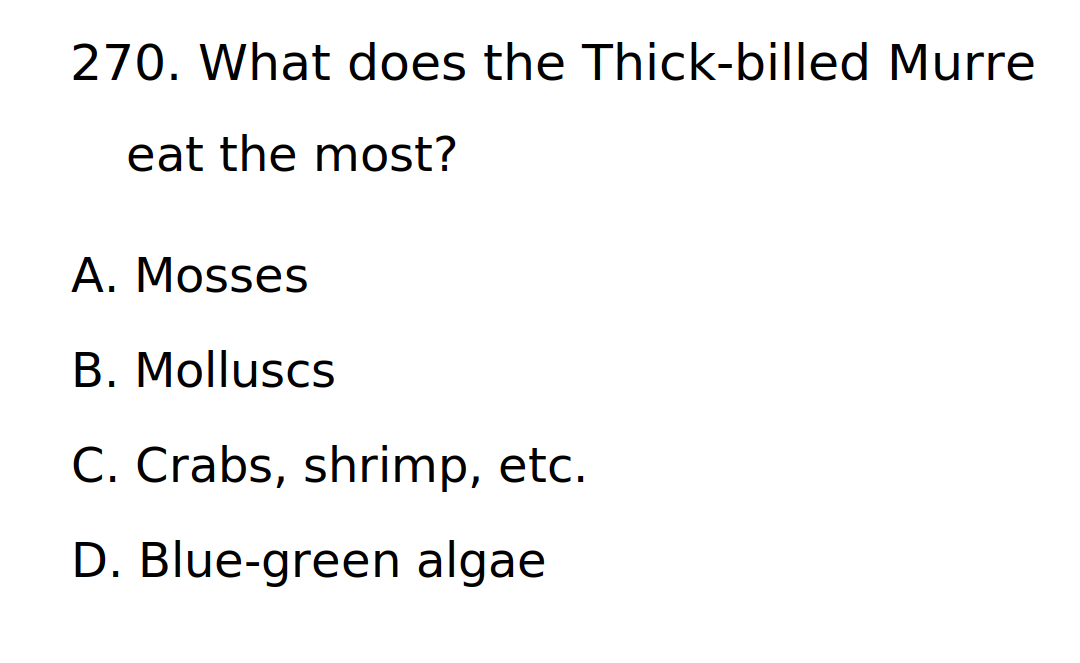 270. What does the Thick-billed Murre
eat the most?
A. Mosses
B. Molluscs
C. Crabs, shrimp, etc.
D. Blue-green algae